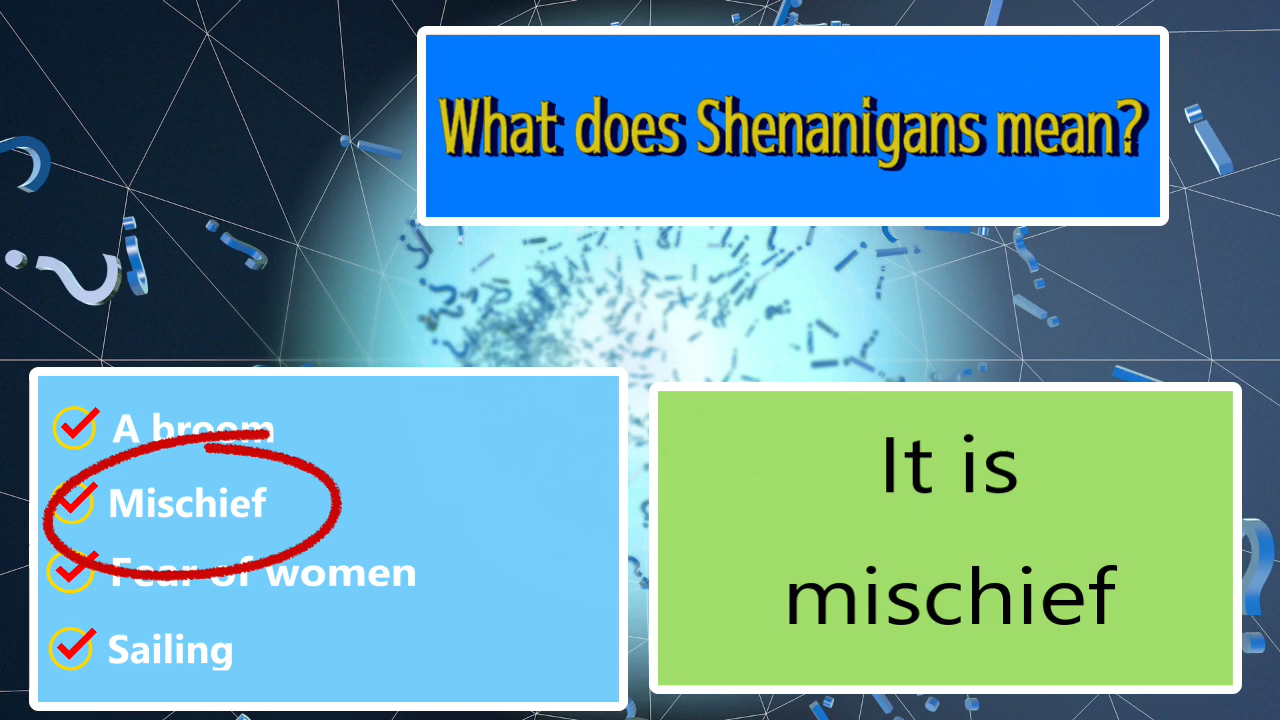 What does Shenanigans mean?
A broom
Mischief
Fear of women
Sailing
It is
mischief